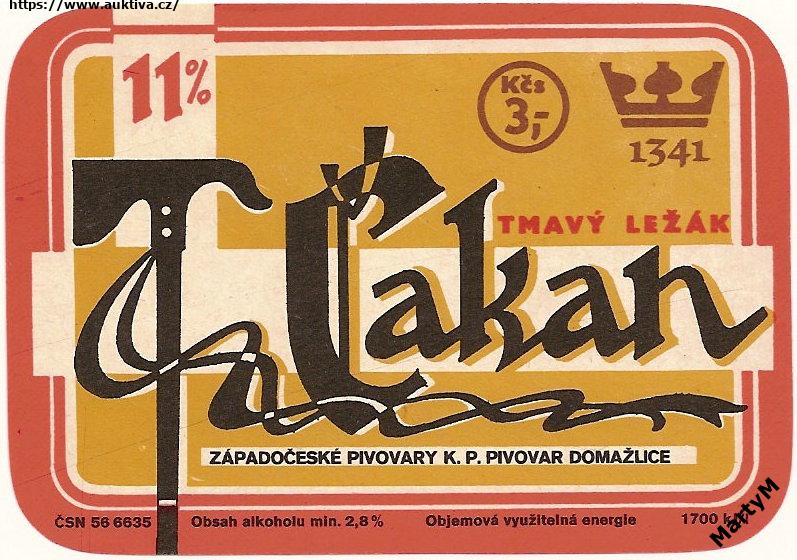 https://www.auktiva.cz/
11%
Kčs
3,-
1341
TMAVÝ LEŽÁK
Čakan
ZÁPADOČESKÉ PIVOVARY K. P. PIVOVAR DOMAŽLICE
ČSN 56 6635 Obsah alkoholu min. 2,8 % Objemová využitelná energie 1700
MattyM